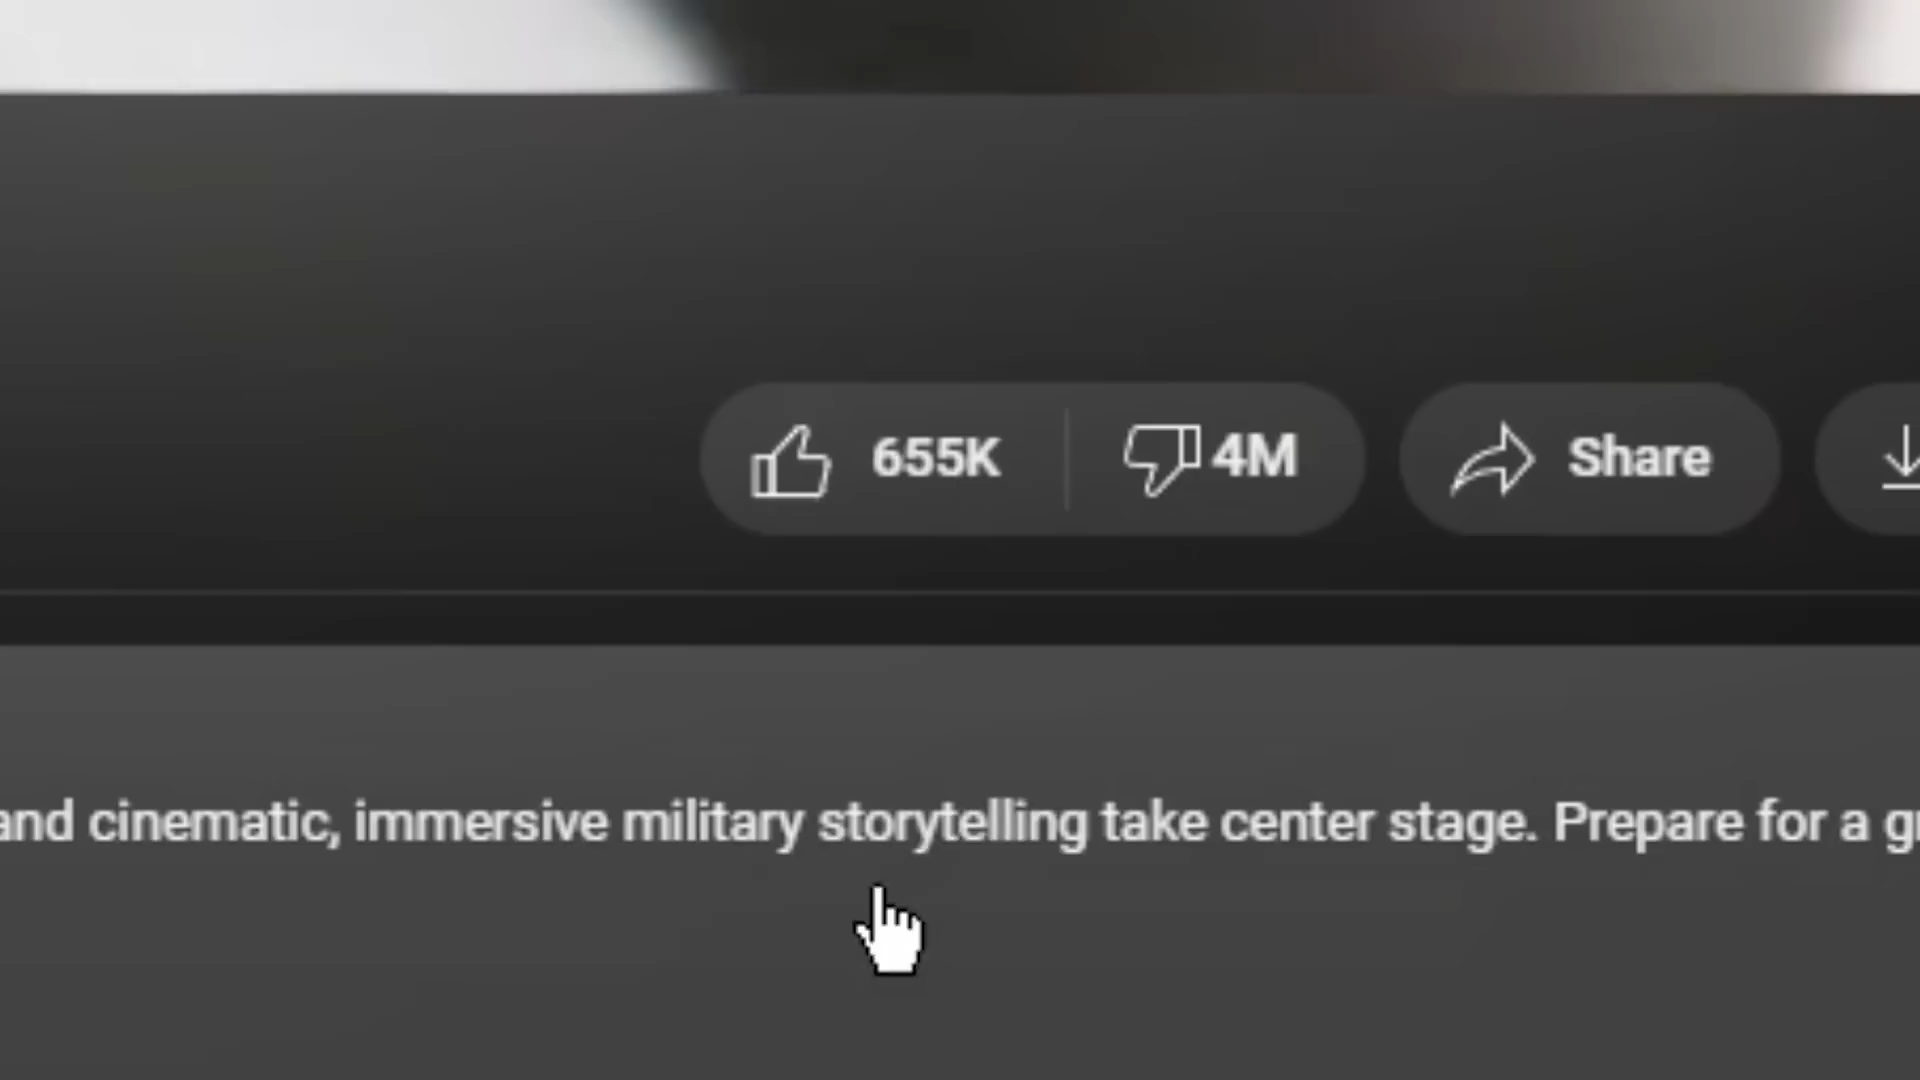 655K 4M Share
and cinematic, immersive military storytelling take center stage. Prepare for a